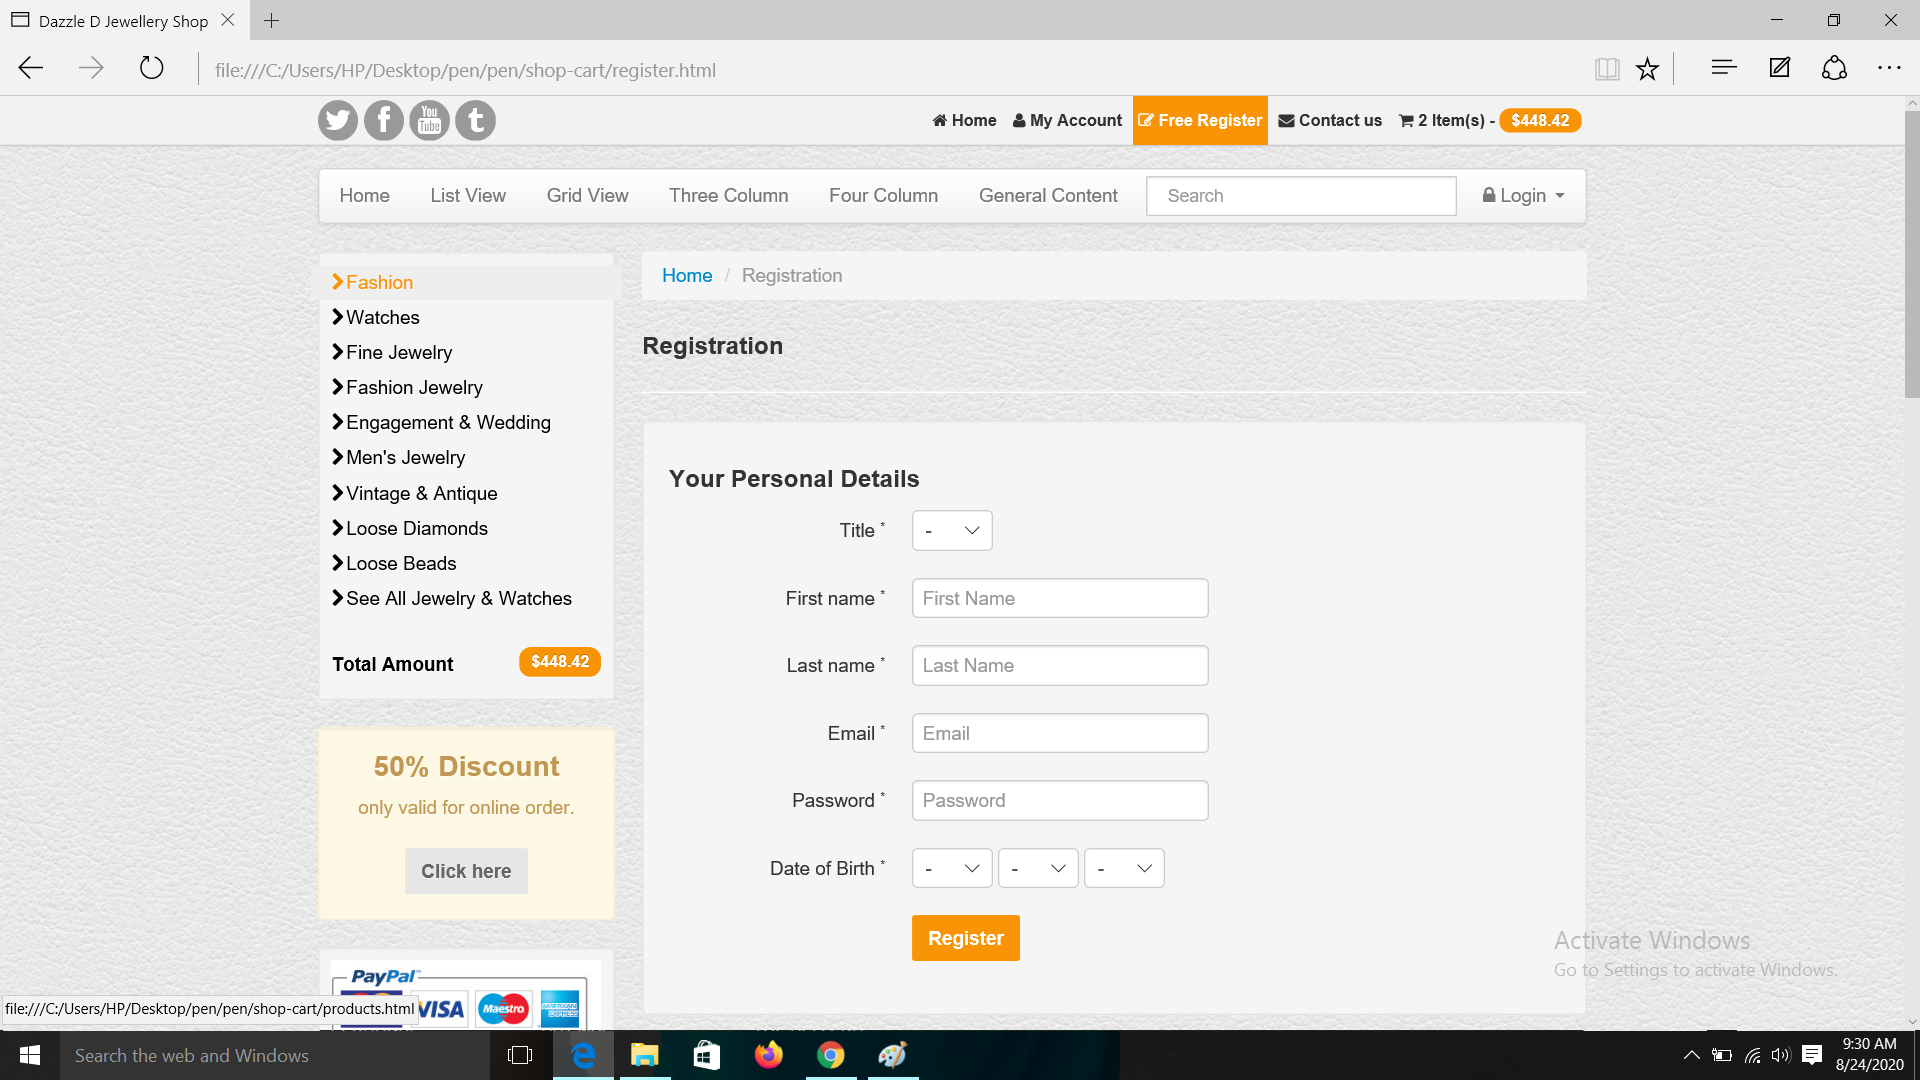 Dazzle D Jewellery Shop
file:///C:/Users/HP/Desktop/pen/pen/shop-cart/register.html
You Tube
Home My Account Free Register Contact us 2 Item(s) - $448.42
Home List View Grid View Three Column Four Column General Content Search Login
Fashion
Watches
Fine Jewelry
Fashion Jewelry
Engagement & Wedding
Men's Jewelry
Vintage & Antique
Loose Diamonds
Loose Beads
See All Jewelry & Watches
Total Amount $448.42
50% Discount
only valid for online order.
Click here
PayPal™
VISA Maestro AMERICAN EXPRESS
Home / Registration
Registration
Your Personal Details
Title * -
First name * First Name
Last name * Last Name
Email * Email
Password * Password
Date of Birth * - - -
Register
Activate Windows
Go to Settings to activate Windows.
file:///C:/Users/HP/Desktop/pen/pen/shop-cart/products.html
Search the web and Windows
9:30 AM
8/24/2020